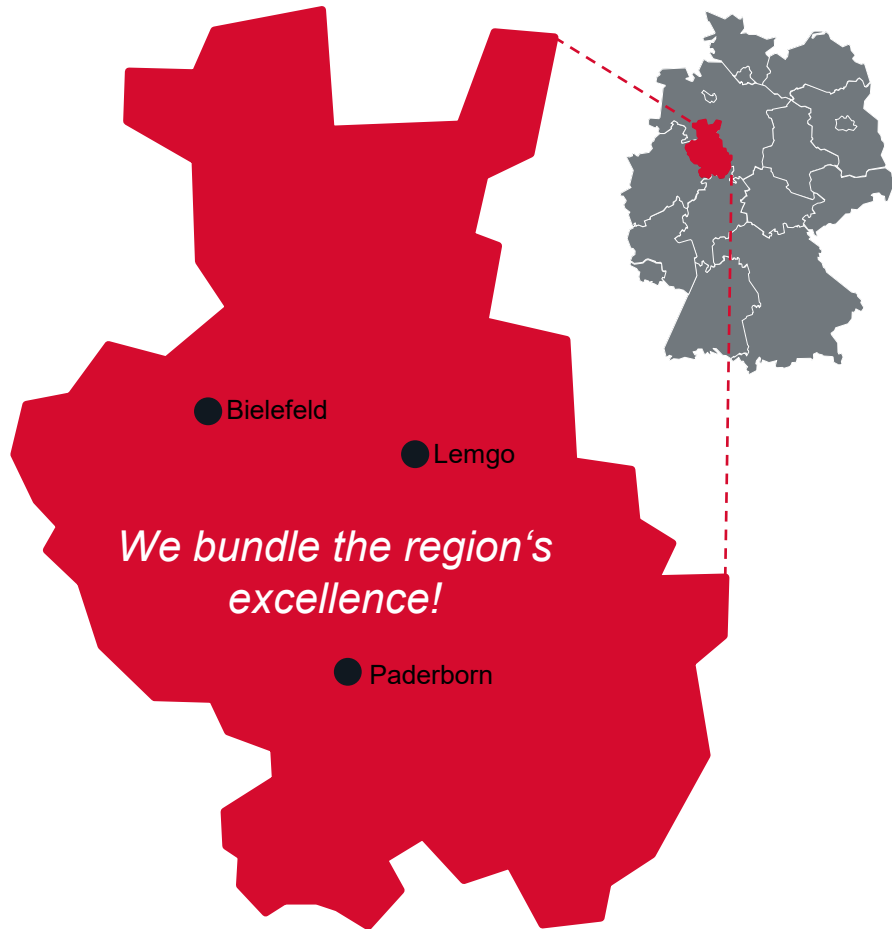 Bielefeld
Lemgo
We bundle the region‘s
excellence!
Paderborn